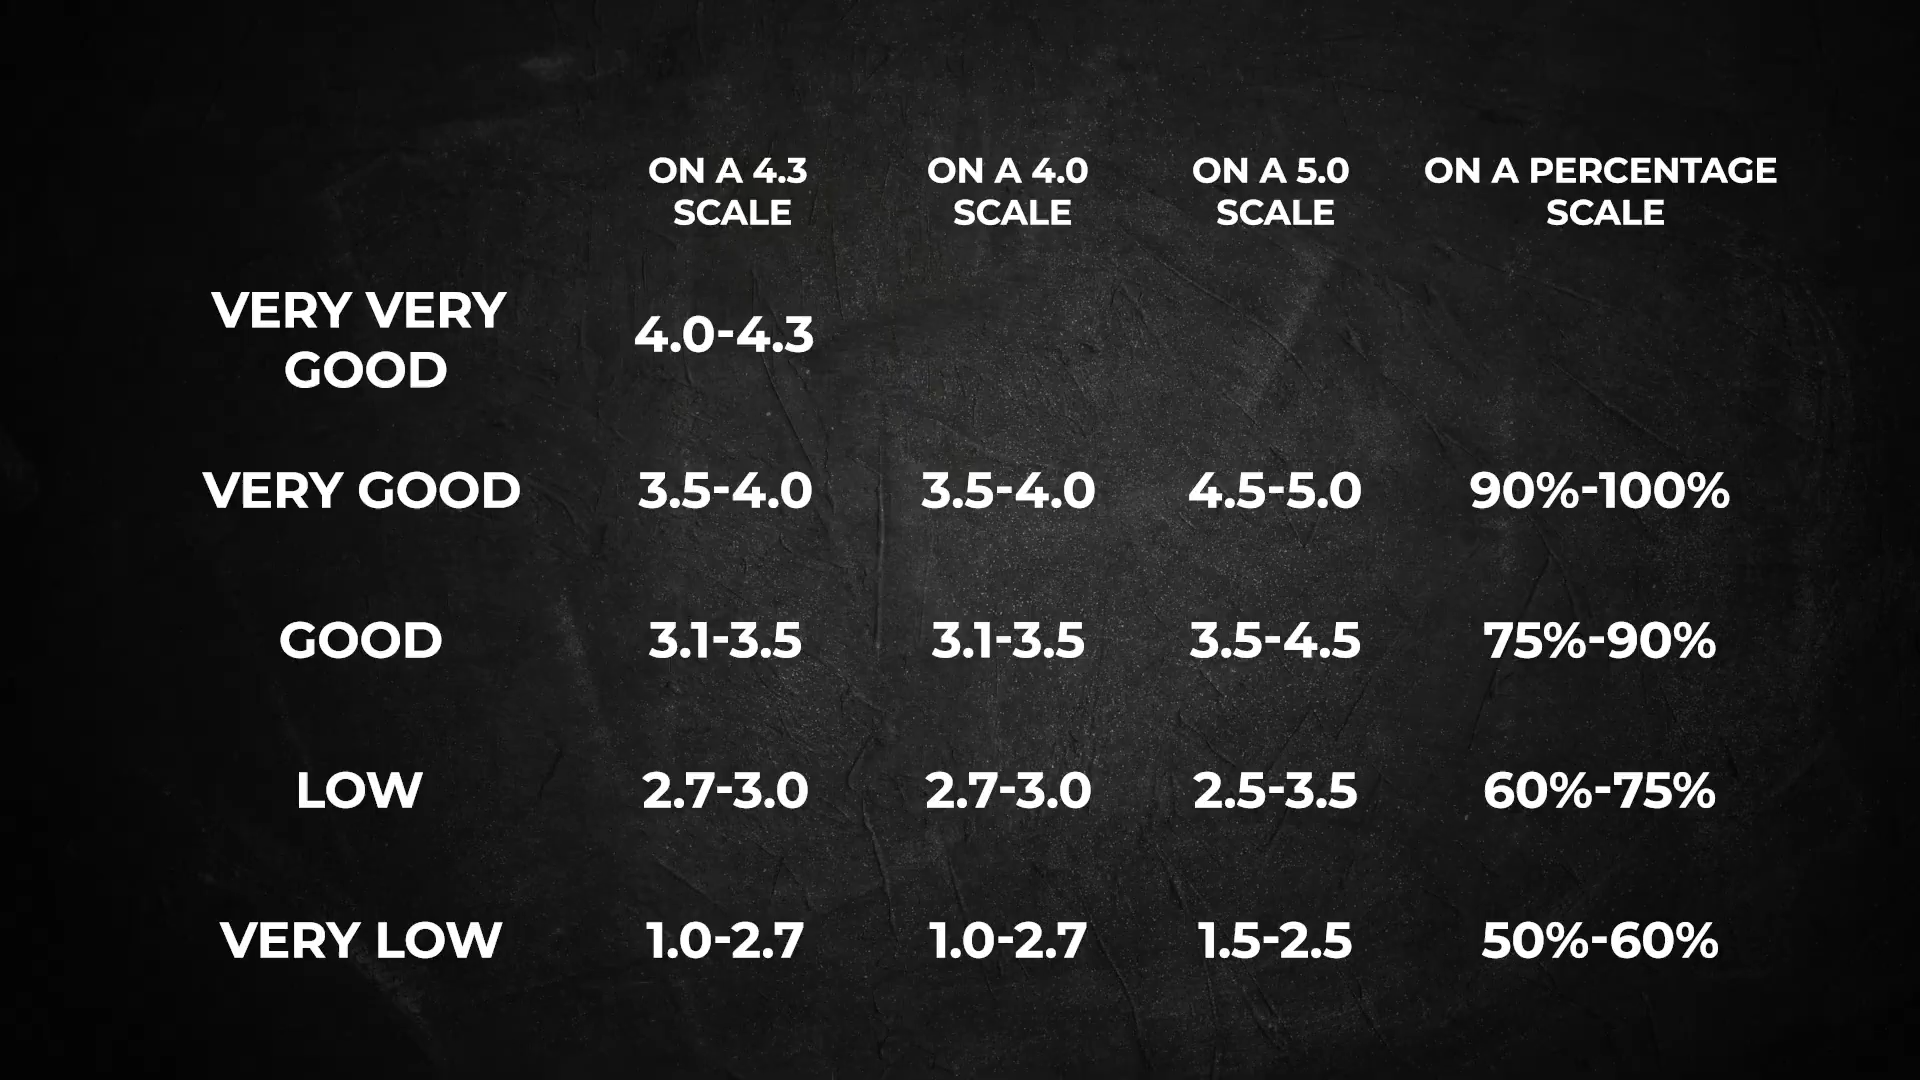 ON A 4.3 SCALE
ON A 4.0 SCALE
ON A 5.0 SCALE
ON A PERCENTAGE SCALE
VERY VERY GOOD
4.0-4.3
VERY GOOD
3.5-4.0
3.5-4.0
4.5-5.0
90%-100%
GOOD
3.1-3.5
3.1-3.5
3.5-4.5
75%-90%
LOW
2.7-3.0
2.7-3.0
2.5-3.5
60%-75%
VERY LOW
1.0-2.7
1.0-2.7
1.5-2.5
50%-60%